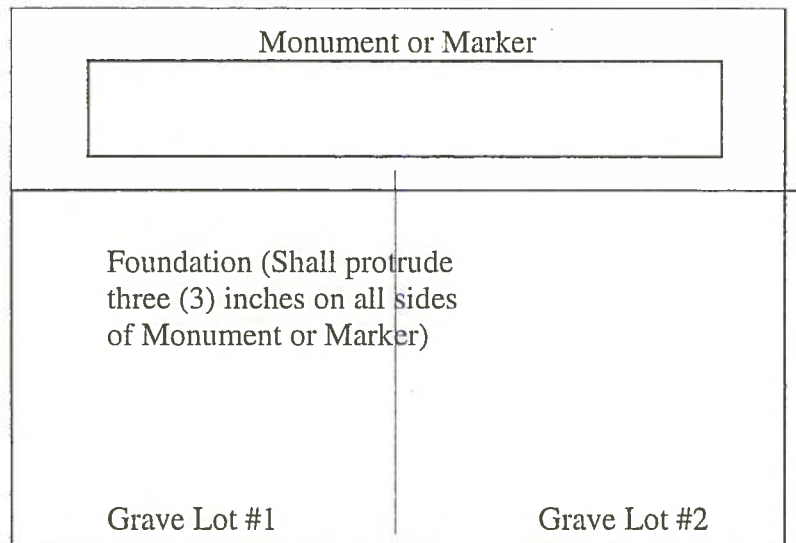 Monument or Marker
Foundation (Shall protrude
three (3) inches on all sides
of Monument or Marker)
Grave Lot #1
Grave Lot #2